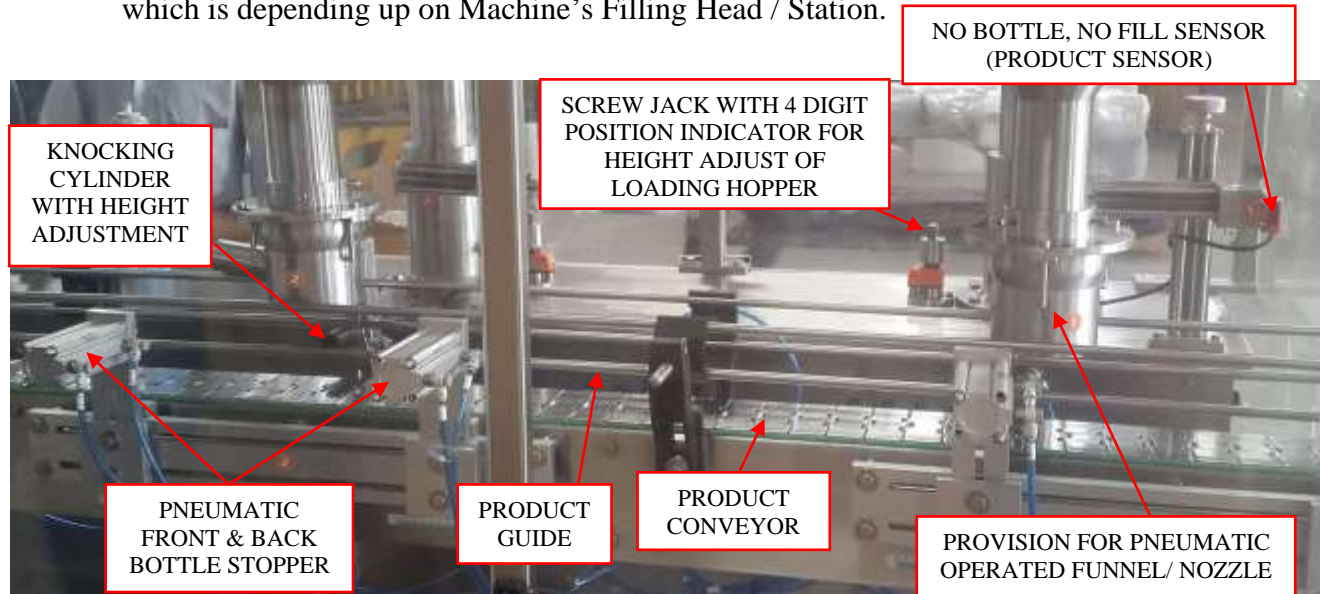 which is depending up on Machine’s Filling Head / Station.
NO BOTTLE, NO FILL SENSOR
(PRODUCT SENSOR)
SCREW JACK WITH 4 DIGIT
POSITION INDICATOR FOR
HEIGHT ADJUST OF
LOADING HOPPER
KNOCKING
CYLINDER
WITH HEIGHT
ADJUSTMENT
PNEUMATIC
FRONT & BACK
BOTTLE STOPPER
PRODUCT
GUIDE
PRODUCT
CONVEYOR
PROVISION FOR PNEUMATIC
OPERATED FUNNEL/ NOZZLE